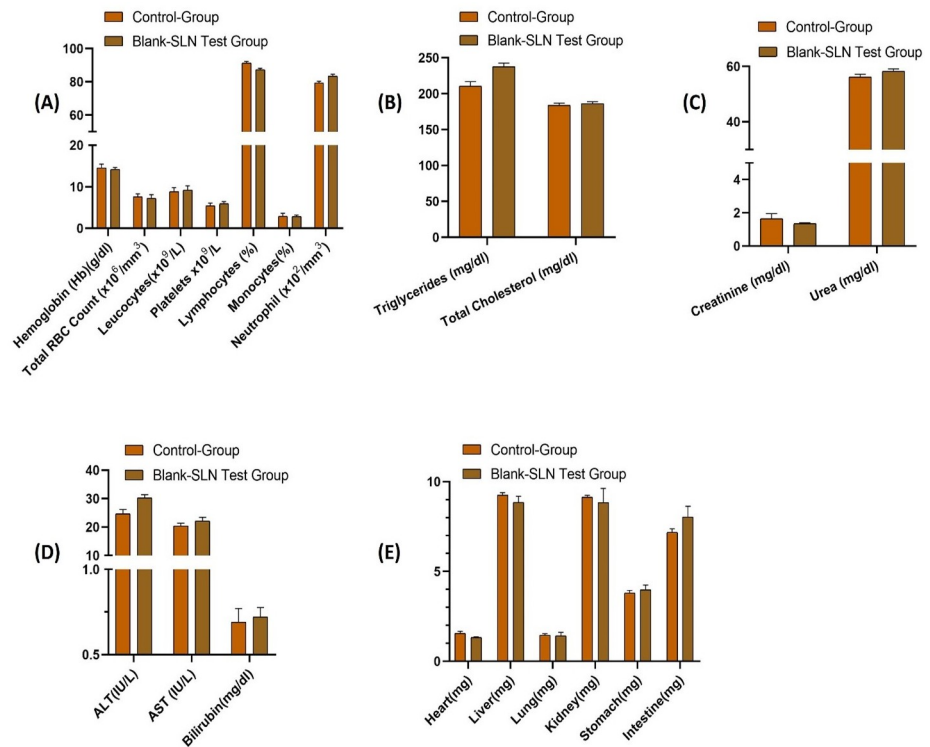 Control-Group
Blank-SLN Test Group
(A)
100
80
60
40
20
10
0
Hemoglobin (Hb)(g/dl)
Total RBC Count (x10⁶/mm³)
Leucocytes(x10⁹/L)
Platelets x10⁹/L
Lymphocytes (%)
Monocytes(%)
Neutrophil (x10²/mm³)
Control-Group
Blank-SLN Test Group
(B)
250
200
150
100
50
0
Triglycerides (mg/dl)
Total Cholesterol (mg/dl)
Control-Group
Blank-SLN Test Group
(C)
60
40
4
2
0
Creatinine (mg/dl)
Urea (mg/dl)
Control-Group
Blank-SLN Test Group
(D)
40
30
20
10
1.0
0.5
ALT(IU/L)
AST (IU/L)
Bilirubin(mg/dl)
Control-Group
Blank-SLN Test Group
(E)
10
5
0
Heart(mg)
Liver(mg)
Lung(mg)
Kidney(mg)
Stomach(mg)
Intestine(mg)